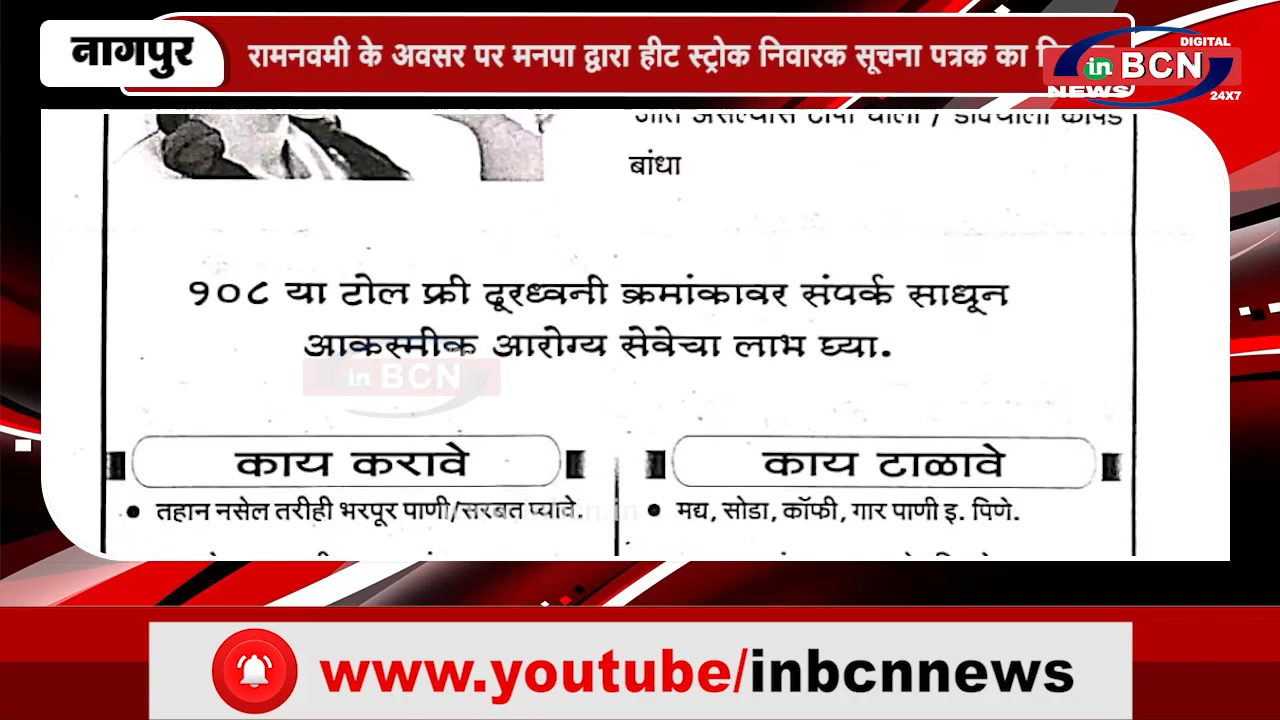 नागपुर
रामनवमी के अवसर पर मनपा द्वारा हीट स्ट्रोक निवारक सूचना पत्रक का
DIGITAL
in BCN
NEWS
24X7
बांधा
१०८ या टोल फ्री दूरध्वनी क्रमांकावर संपर्क साधून
आकस्मीक आरोग्य सेवेचा लाभ घ्या.
in BCN
काय करावे
काय टाळावे
• तहान नसेल तरीही भरपूर पाणी/सरबत प्यावे.
• मद्य, सोडा, कॉफी, गार पाणी इ. पिणे.
www.youtube/inbcnnews